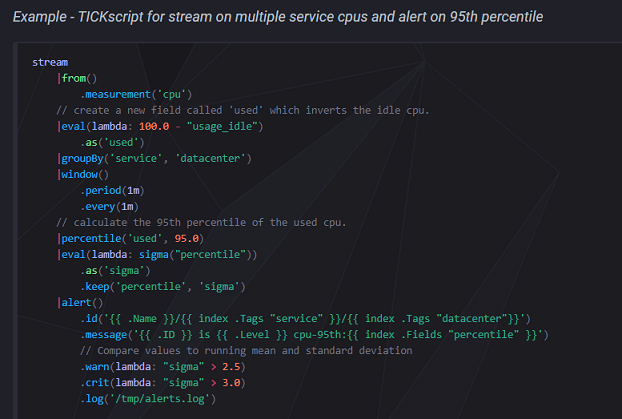 Example - TICKscript for stream on multiple service cpus and alert on 95th percentile
stream
    |from()
        .measurement('cpu')
    // create a new field called 'used' which inverts the idle cpu.
    |eval(lambda: 100.0 - "usage_idle")
        .as('used')
    |groupBy('service', 'datacenter')
    |window()
        .period(1m)
        .every(1m)
    // calculate the 95th percentile of the used cpu.
    |percentile('used', 95.0)
    |eval(lambda: sigma("percentile"))
        .as('sigma')
        .keep('percentile', 'sigma')
    |alert()
        .id('{{ .Name }}/{{ index .Tags "service" }}/{{ index .Tags "datacenter"}}')
        .message('{{ .ID }} is {{ .Level }} cpu-95th:{{ index .Fields "percentile" }}')
        // Compare values to running mean and standard deviation
        .warn(lambda: "sigma" > 2.5)
        .crit(lambda: "sigma" > 3.0)
        .log('/tmp/alerts.log')